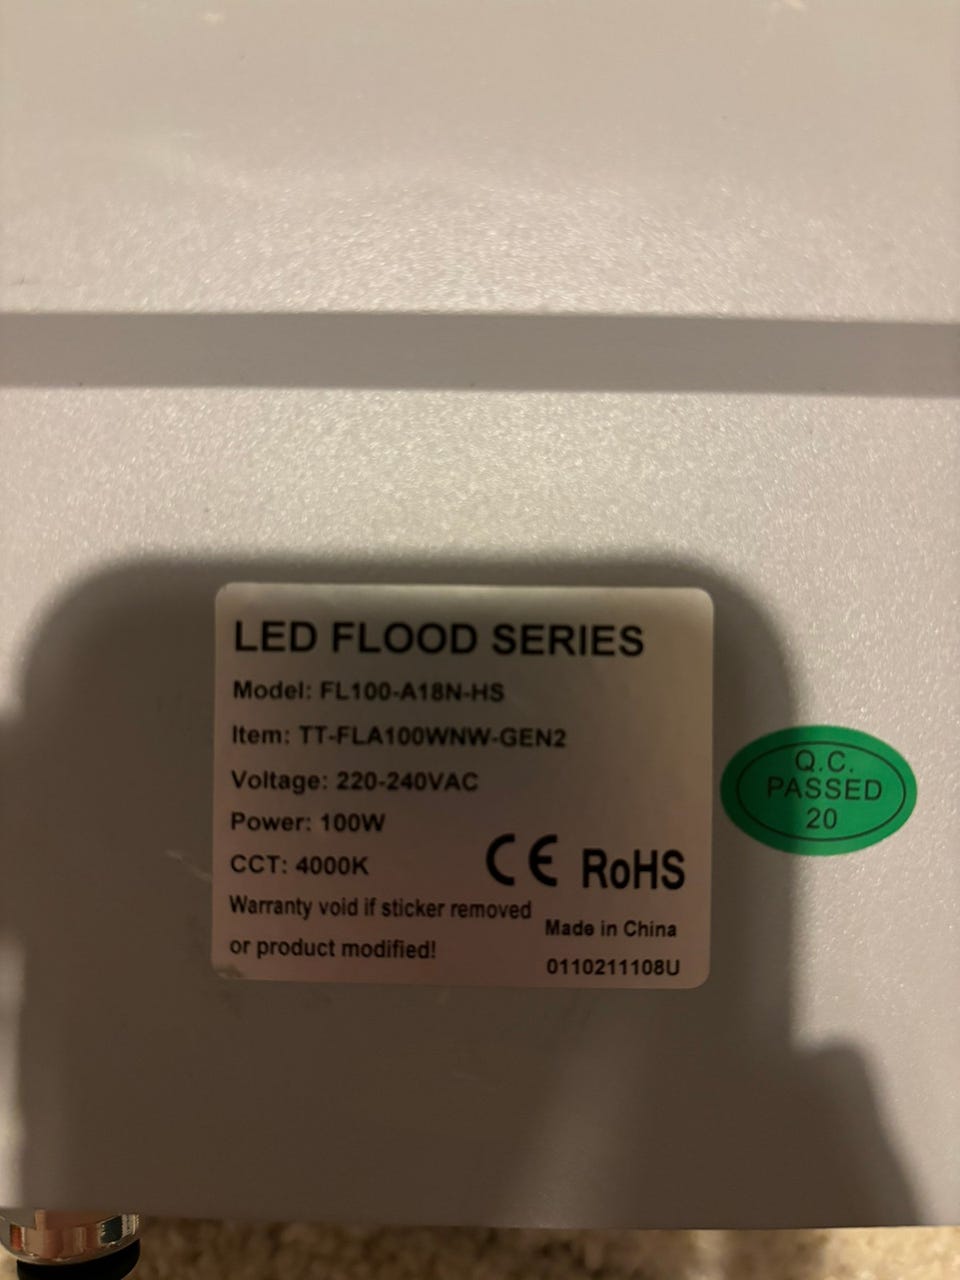 LED FLOOD SERIES
Model: FL100-A18N-HS
Item: TT-FLA100WNW-GEN2
Voltage: 220-240VAC
Power: 100W
CCT: 4000K
CE RoHS
Warranty void if sticker removed
or product modified!
Made in China
0110211108U
Q.C.
PASSED
20